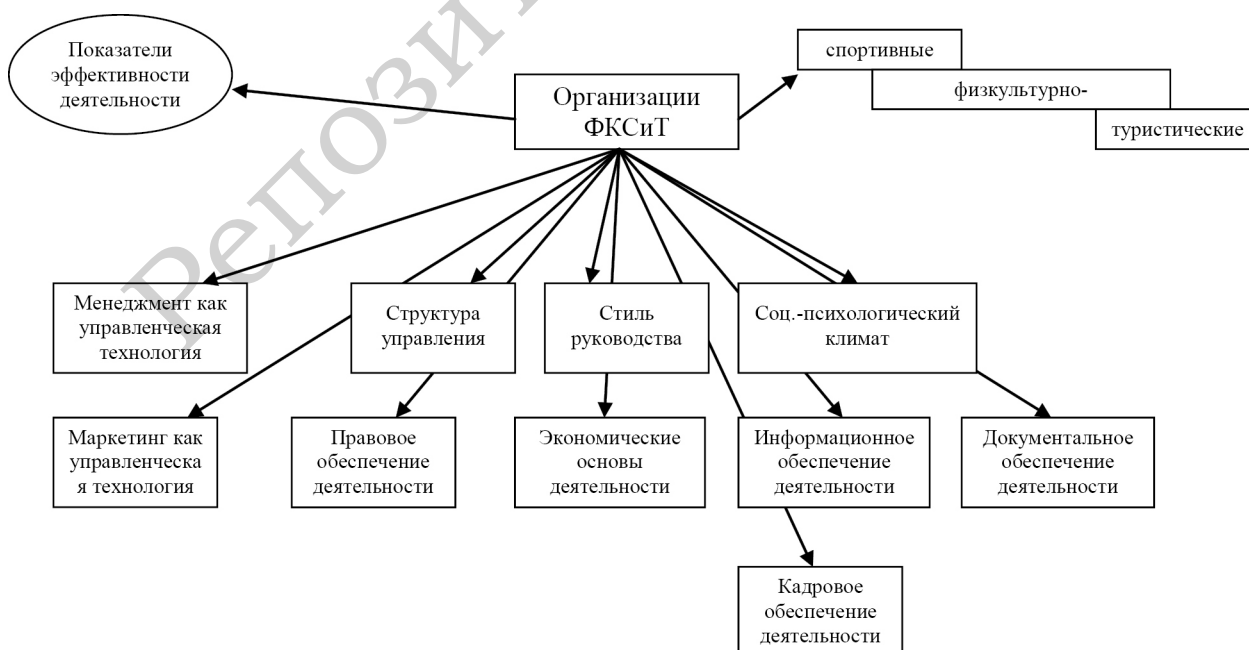 Показатели
эффективности
деятельности
Организации
ФКСиТ
спортивные
физкультурно-
туристические
Менеджмент как
управленческая
технология
Структура
управления
Стиль
руководства
Соц.-психологический
климат
Маркетинг как
управленческа
я технология
Правовое
обеспечение
деятельности
Экономические
основы
деятельности
Информационное
обеспечение
деятельности
Документальное
обеспечение
деятельности
Кадровое
обеспечение
деятельности